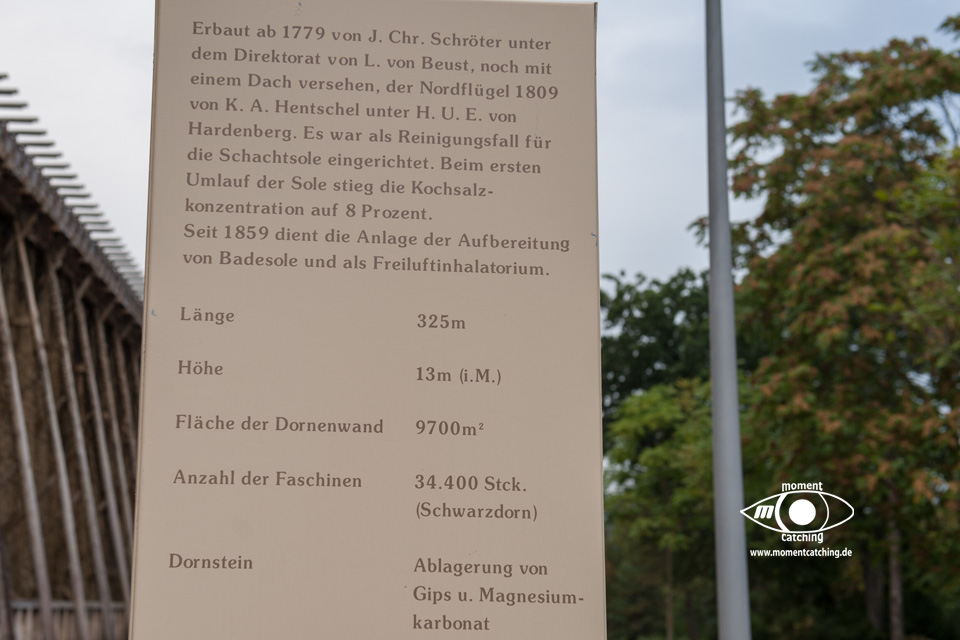 Erbaut ab 1779 von J. Chr. Schröter unter
dem Direktorat von L. von Beust, noch mit
einem Dach versehen, der Nordflügel 1809
von K. A. Hentschel unter H. U. E. von
Hardenberg. Es war als Reinigungsfall für
die Schachtsole eingerichtet. Beim ersten
Umlauf der Sole stieg die Kochsalz-
konzentration auf 8 Prozent.
Seit 1859 dient die Anlage der Aufbereitung
von Badesole und als Freiluftinhalatorium.
Länge 325m
Höhe 13m (i.M.)
Fläche der Dornenwand 9700m²
Anzahl der Faschinen 34.400 Stck.
(Schwarzdorn)
Dornstein Ablagerung von
Gips u. Magnesium-
karbonat
moment
m
catching
www.momentcatching.de